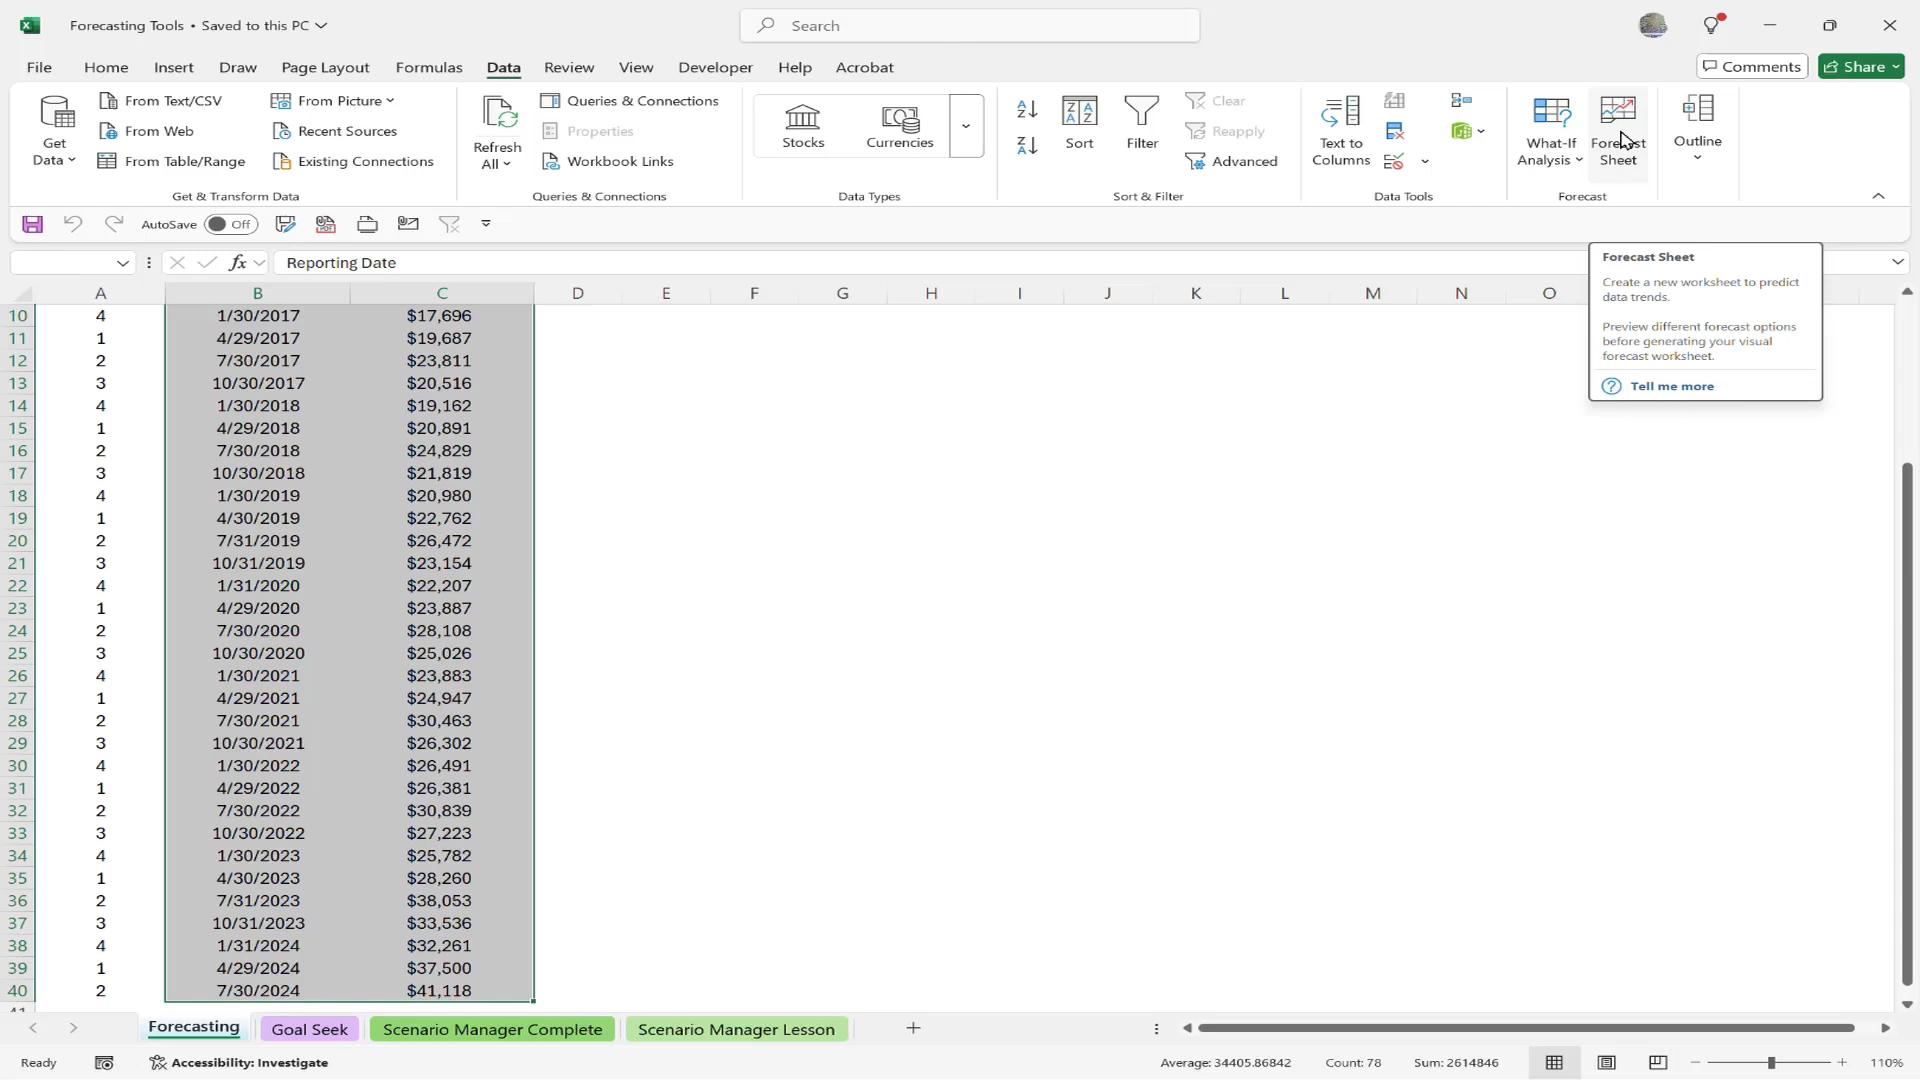 Forecasting Tools • Saved to this PC
Search
File Home Insert Draw Page Layout Formulas Data Review View Developer Help Acrobat
Comments Share
Get Data
From Text/CSV
From Web
From Table/Range
From Picture
Recent Sources
Existing Connections
Get & Transform Data
Refresh All
Queries & Connections
Properties
Workbook Links
Queries & Connections
Stocks Currencies
Data Types
Sort
Filter
Clear
Reapply
Advanced
Sort & Filter
Text to Columns
Data Tools
What-If Analysis
Forecast Sheet
Forecast
Outline
AutoSave Off
fx Reporting Date
Forecast Sheet
Create a new worksheet to predict
data trends.
Preview different forecast options
before generating your visual
forecast worksheet.
Tell me more
A B C D E F G H I J K L M N O
10 4 1/30/2017 $17,696
11 1 4/29/2017 $19,687
12 2 7/30/2017 $23,811
13 3 10/30/2017 $20,516
14 4 1/30/2018 $19,162
15 1 4/29/2018 $20,891
16 2 7/30/2018 $24,829
17 3 10/30/2018 $21,819
18 4 1/30/2019 $20,980
19 1 4/30/2019 $22,762
20 2 7/31/2019 $26,472
21 3 10/31/2019 $23,154
22 4 1/31/2020 $22,207
23 1 4/29/2020 $23,887
24 2 7/30/2020 $28,108
25 3 10/30/2020 $25,026
26 4 1/30/2021 $23,883
27 1 4/29/2021 $24,947
28 2 7/30/2021 $30,463
29 3 10/30/2021 $26,302
30 4 1/30/2022 $26,491
31 1 4/29/2022 $26,381
32 2 7/30/2022 $30,839
33 3 10/30/2022 $27,223
34 4 1/30/2023 $25,782
35 1 4/30/2023 $28,260
36 2 7/31/2023 $38,053
37 3 10/31/2023 $33,536
38 4 1/31/2024 $32,261
39 1 4/29/2024 $37,500
40 2 7/30/2024 $41,118
Forecasting Goal Seek Scenario Manager Complete Scenario Manager Lesson
Ready Accessibility: Investigate Average: 34405.86842 Count: 78 Sum: 2614846 110%